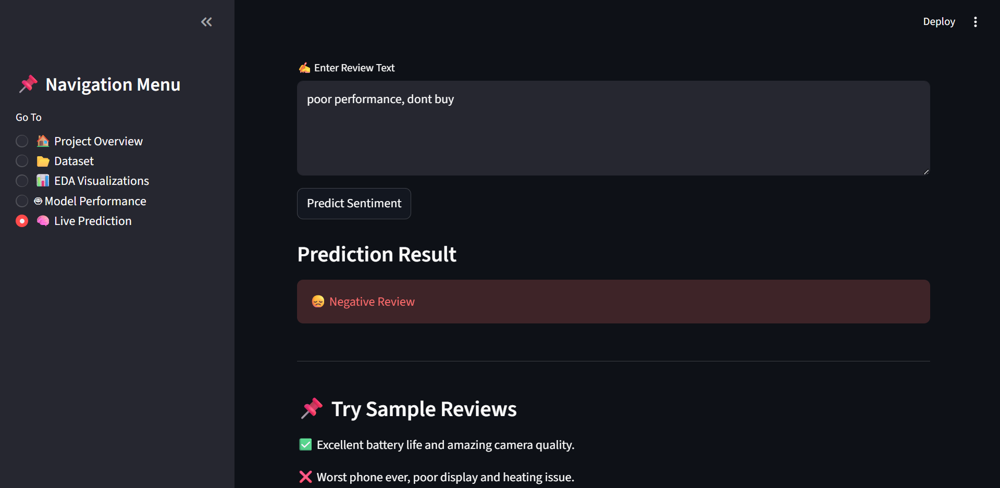 Deploy
📌 Navigation Menu
Go To
🏠 Project Overview
📂 Dataset
📊 EDA Visualizations
Model Performance
🧠 Live Prediction
✍️ Enter Review Text
poor performance, dont buy
Predict Sentiment
Prediction Result
😞 Negative Review
📌 Try Sample Reviews
✅ Excellent battery life and amazing camera quality.
❌ Worst phone ever, poor display and heating issue.